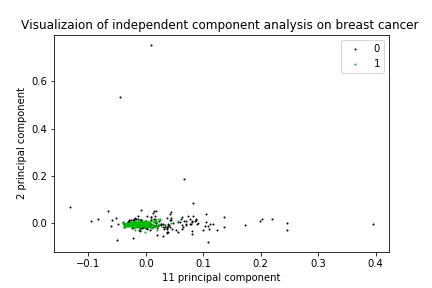 Visualizaion of independent component analysis on breast cancer
0
1
0.6
0.4
0.2
0.0
2 principal component
−0.1 0.0 0.1 0.2 0.3 0.4
11 principal component